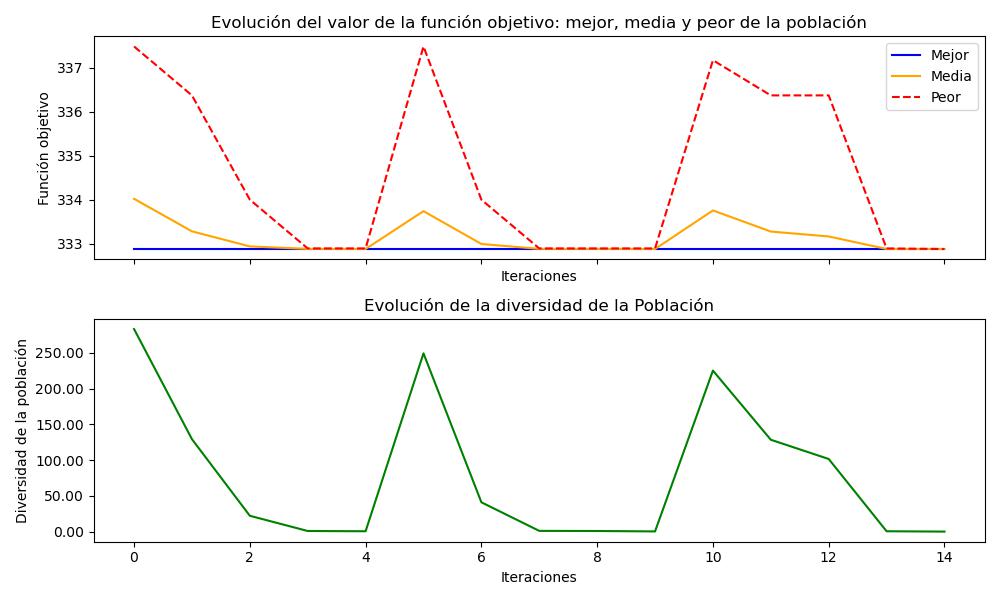 Evolución del valor de la función objetivo: mejor, media y peor de la población
Función objetivo
337
336
335
334
333
Mejor
Media
Peor
Iteraciones
Evolución de la diversidad de la Población
Diversidad de la población
250.00
200.00
150.00
100.00
50.00
0.00
0
2
4
6
8
10
12
14
Iteraciones